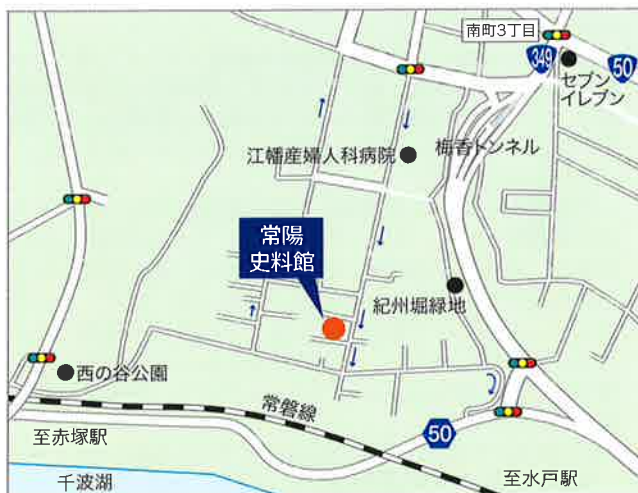 南町3丁目
349
50
セブン
イレブン
江幡産婦人科病院
梅香トンネル
常陽
史料館
紀州堀緑地
西の谷公園
常磐線
50
至赤塚駅
千波湖
至水戸駅